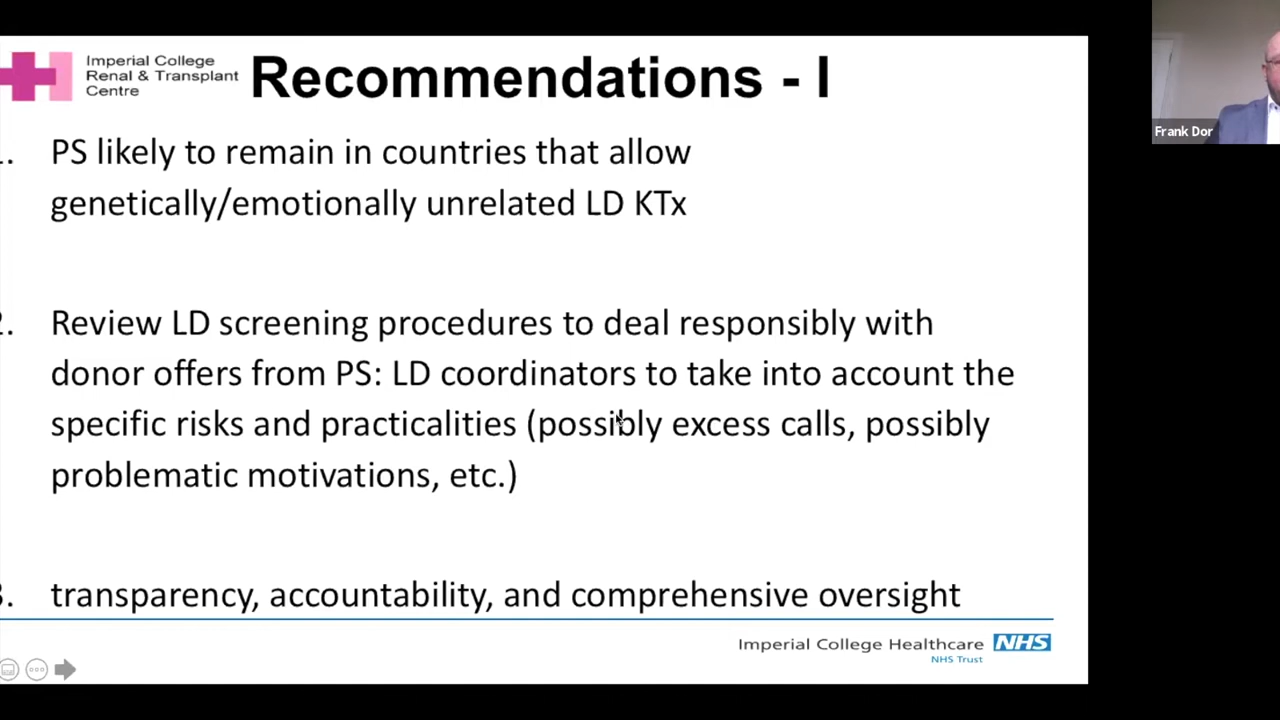 Imperial College
Renal & Transplant
Centre
Recommendations - I
1. PS likely to remain in countries that allow
genetically/emotionally unrelated LD KTx
2. Review LD screening procedures to deal responsibly with
donor offers from PS: LD coordinators to take into account the
specific risks and practicalities (possibly excess calls, possibly
problematic motivations, etc.)
3. transparency, accountability, and comprehensive oversight
Imperial College Healthcare NHS
NHS Trust
Frank Dor